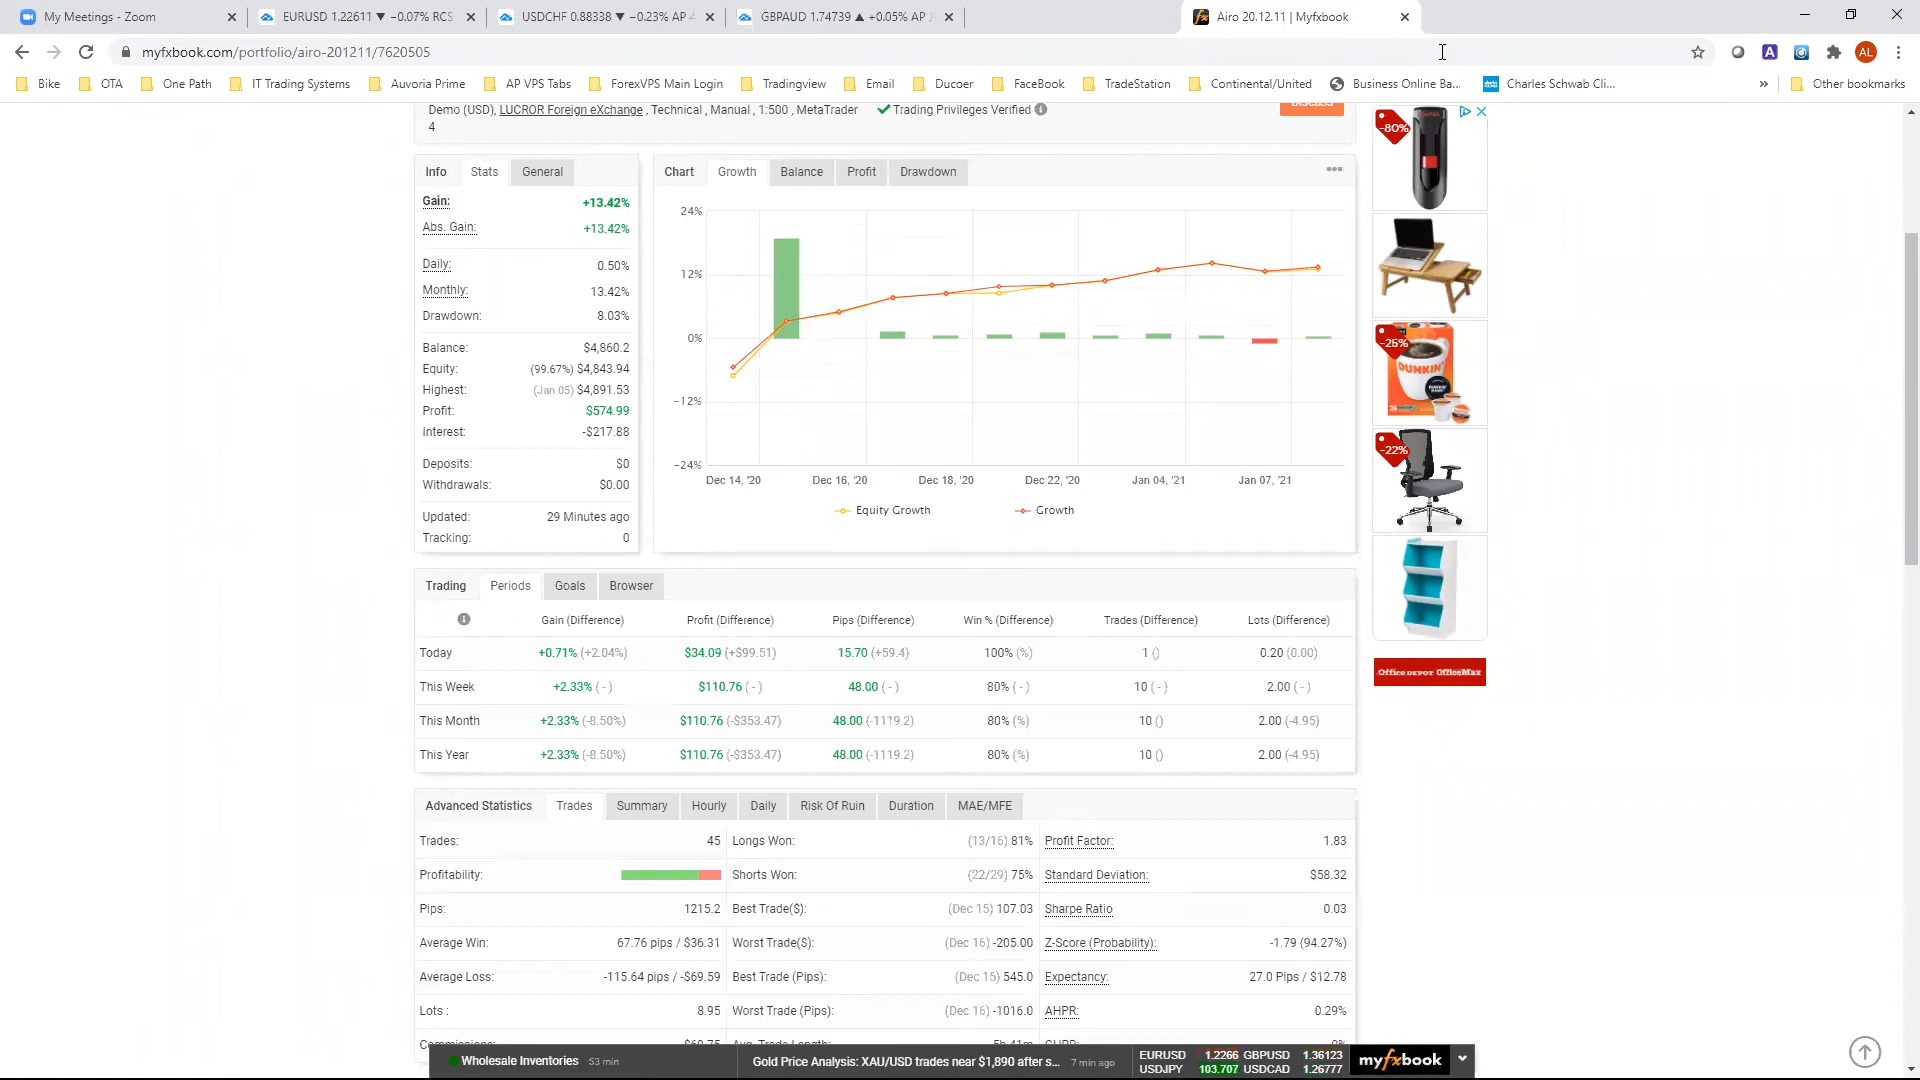 My Meetings - Zoom
EURUSD 1.22611 ▼ −0.07% RCS
USDCHF 0.88338 ▼ −0.23% AP
GBPAUD 1.74739 ▲ +0.05% AP
Airo 20.12.11 | Myfxbook
myfxbook.com/portfolio/airo-201211/7620505
AL
Bike
OTA
One Path
IT Trading Systems
Auvoria Prime
AP VPS Tabs
ForexVPS Main Login
Tradingview
Email
Ducoer
FaceBook
TradeStation
Continental/United
Business Online Ba...
Charles Schwab Cli...
»
Other bookmarks
Demo (USD), LUCROR Foreign eXchange , Technical , Manual , 1:500 , MetaTrader
4
Trading Privileges Verified
Discuss
Info Stats General
Gain: +13.42%
Abs. Gain: +13.42%
Daily: 0.50%
Monthly: 13.42%
Drawdown: 8.03%
Balance: $4,860.2
Equity: (99.67%) $4,843.94
Highest: (Jan 05) $4,891.53
Profit: $574.99
Interest: -$217.88
Deposits: $0
Withdrawals: $0.00
Updated: 29 Minutes ago
Tracking: 0
Chart Growth Balance Profit Drawdown
24%
12%
0%
−12%
−24%
Dec 14, '20 Dec 16, '20 Dec 18, '20 Dec 22, '20 Jan 04, '21 Jan 07, '21
Equity Growth Growth
-80%
-25%
DUNKIN'
-22%
Office DEPOT OfficeMax
Trading Periods Goals Browser
Gain (Difference) Profit (Difference) Pips (Difference) Win % (Difference) Trades (Difference) Lots (Difference)
Today +0.71% (+2.04%) $34.09 (+$99.51) 15.70 (+59.4) 100% (%) 1 () 0.20 (0.00)
This Week +2.33% ( - ) $110.76 ( - ) 48.00 ( - ) 80% ( - ) 10 ( - ) 2.00 ( - )
This Month +2.33% (-8.50%) $110.76 (-$353.47) 48.00 (-1119.2) 80% (%) 10 () 2.00 (-4.95)
This Year +2.33% (-8.50%) $110.76 (-$353.47) 48.00 (-1119.2) 80% (%) 10 () 2.00 (-4.95)
Advanced Statistics Trades Summary Hourly Daily Risk Of Ruin Duration MAE/MFE
Trades: 45 Longs Won: (13/16) 81% Profit Factor: 1.83
Profitability: Shorts Won: (22/29) 75% Standard Deviation: $58.32
Pips: 1215.2 Best Trade($): (Dec 15) 107.03 Sharpe Ratio 0.03
Average Win: 67.76 pips / $36.31 Worst Trade($): (Dec 16) -205.00 Z-Score (Probability): -1.79 (94.27%)
Average Loss: -115.64 pips / -$69.59 Best Trade (Pips): (Dec 15) 545.0 Expectancy: 27.0 Pips / $12.78
Lots : 8.95 Worst Trade (Pips): (Dec 16) -1016.0 AHPR: 0.29%
Wholesale Inventories 53 min
Gold Price Analysis: XAU/USD trades near $1,890 after s... 7 min ago
EURUSD 1.2266 GBPUSD 1.36123
USDJPY 103.707 USDCAD 1.26777
myfxbook